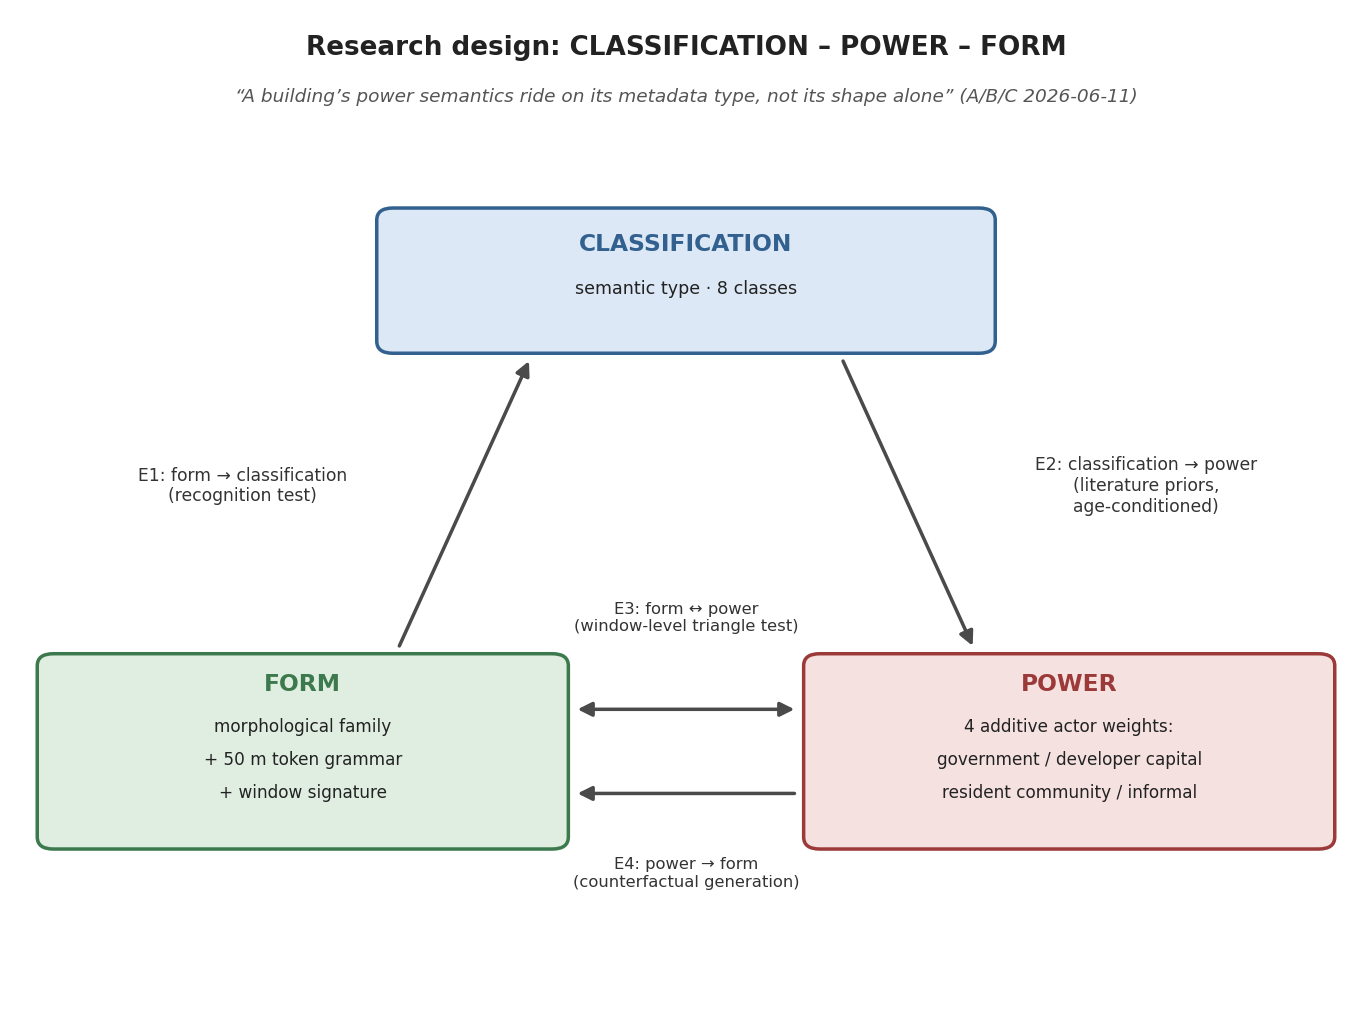 Research design: CLASSIFICATION – POWER – FORM
“A building’s power semantics ride on its metadata type, not its shape alone” (A/B/C 2026-06-11)
CLASSIFICATION
semantic type · 8 classes
E1: form → classification
(recognition test)
E2: classification → power
(literature priors,
age-conditioned)
E3: form ↔ power
(window-level triangle test)
FORM
morphological family
+ 50 m token grammar
+ window signature
POWER
4 additive actor weights:
government / developer capital
resident community / informal
E4: power → form
(counterfactual generation)